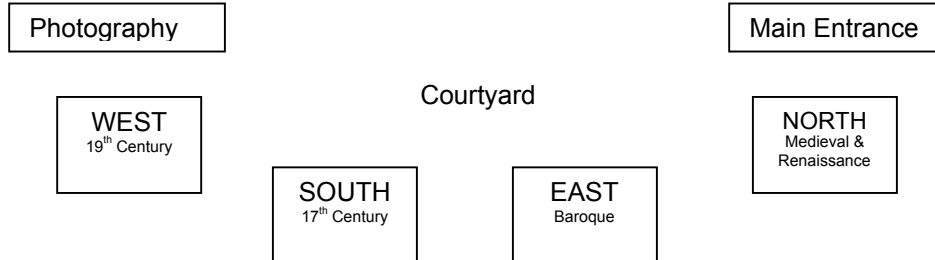 Photography
Main Entrance
Courtyard
WEST
19th Century
NORTH
Medieval &
Renaissance
SOUTH
17th Century
EAST
Baroque